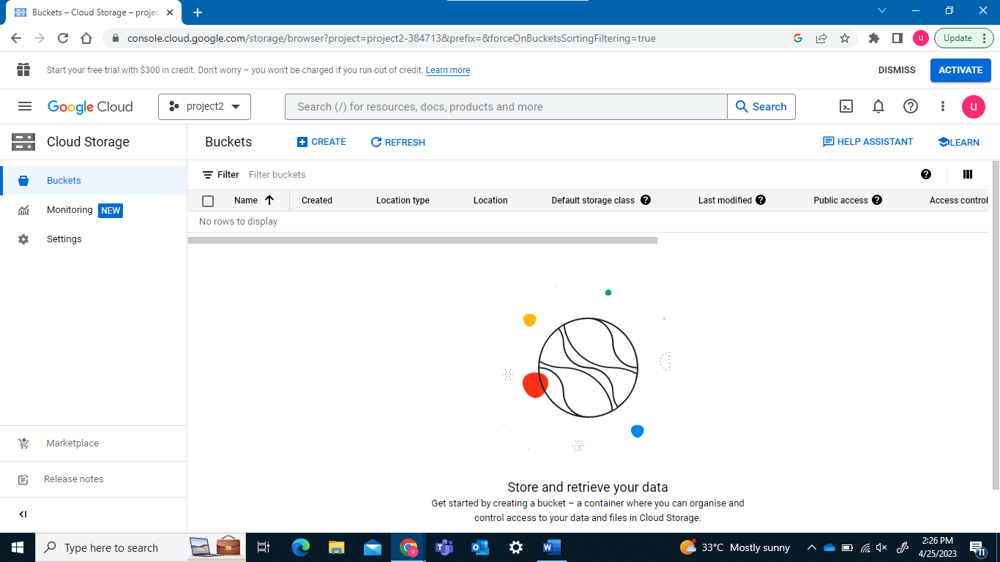 Buckets – Cloud Storage – projec
console.cloud.google.com/storage/browser?project=project2-384713&prefix=&forceOnBucketsSortingFiltering=true
u
Update
Start your free trial with $300 in credit. Don't worry – you won't be charged if you run out of credit. Learn more
DISMISS
ACTIVATE
Google Cloud
project2
Search (/) for resources, docs, products and more
Search
u
Cloud Storage
Buckets
CREATE
REFRESH
HELP ASSISTANT
LEARN
Buckets
Monitoring NEW
Settings
Filter Filter buckets
Name Created Location type Location Default storage class Last modified Public access Access control
No rows to display
Store and retrieve your data
Get started by creating a bucket – a container where you can organise and
control access to your data and files in Cloud Storage.
Marketplace
Release notes
Type here to search
33°C Mostly sunny
2:26 PM
4/25/2023
11